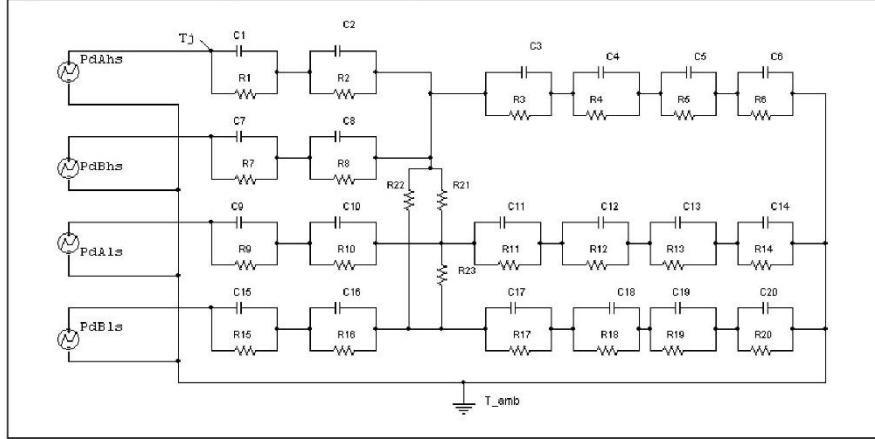 C2
C1
Tj
C3
C4
C5
C6
PdAhs
R1
R2
R3
R4
R5
R6
C7
C8
R7
R8
PdBhs
R22
R21
C9
C10
C11
C12
C13
C14
PdAls
R9
R10
R11
R12
R13
R14
R23
C15
C16
C17
C18
C19
C20
PdBls
R15
R16
R17
R18
R19
R20
T_amb